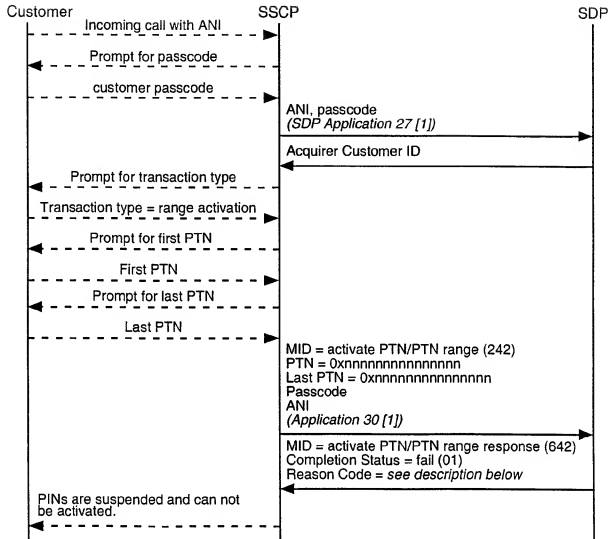 Customer SSCP SDP
Incoming call with ANI
Prompt for passcode
customer passcode
ANI, passcode
(SDP Application 27 [1])
Acquirer Customer ID
Prompt for transaction type
Transaction type = range activation
Prompt for first PTN
First PTN
Prompt for last PTN
Last PTN
MID = activate PTN/PTN range (242)
PTN = 0xnnnnnnnnnnnnnnn
Last PTN = 0xnnnnnnnnnnnnnnn
Passcode
ANI
(Application 30 [1])
MID = activate PTN/PTN range response (642)
Completion Status = fail (01)
Reason Code = see description below
PINs are suspended and can not
be activated.